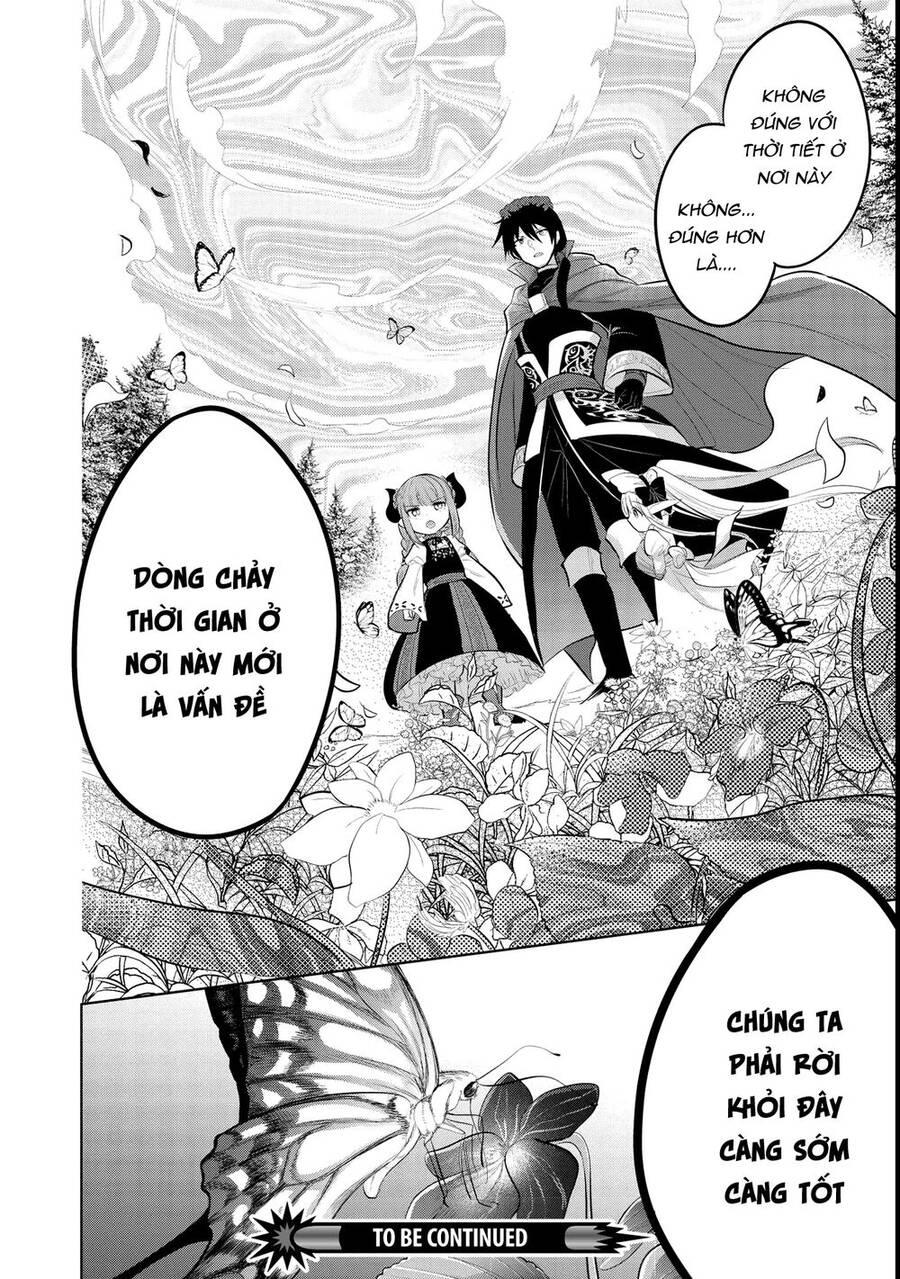 KHÔNG
ĐÚNG VỚI
THỜI TIẾT Ở
NƠI NÀY
KHÔNG...
ĐÚNG HƠN
LÀ....
DÒNG CHẢY
THỜI GIAN Ở
NƠI NÀY MỚI
LÀ VẤN ĐỀ
CHÚNG TA
PHẢI RỜI
KHỎI ĐÂY
CÀNG SỚM
CÀNG TỐT
TO BE CONTINUED